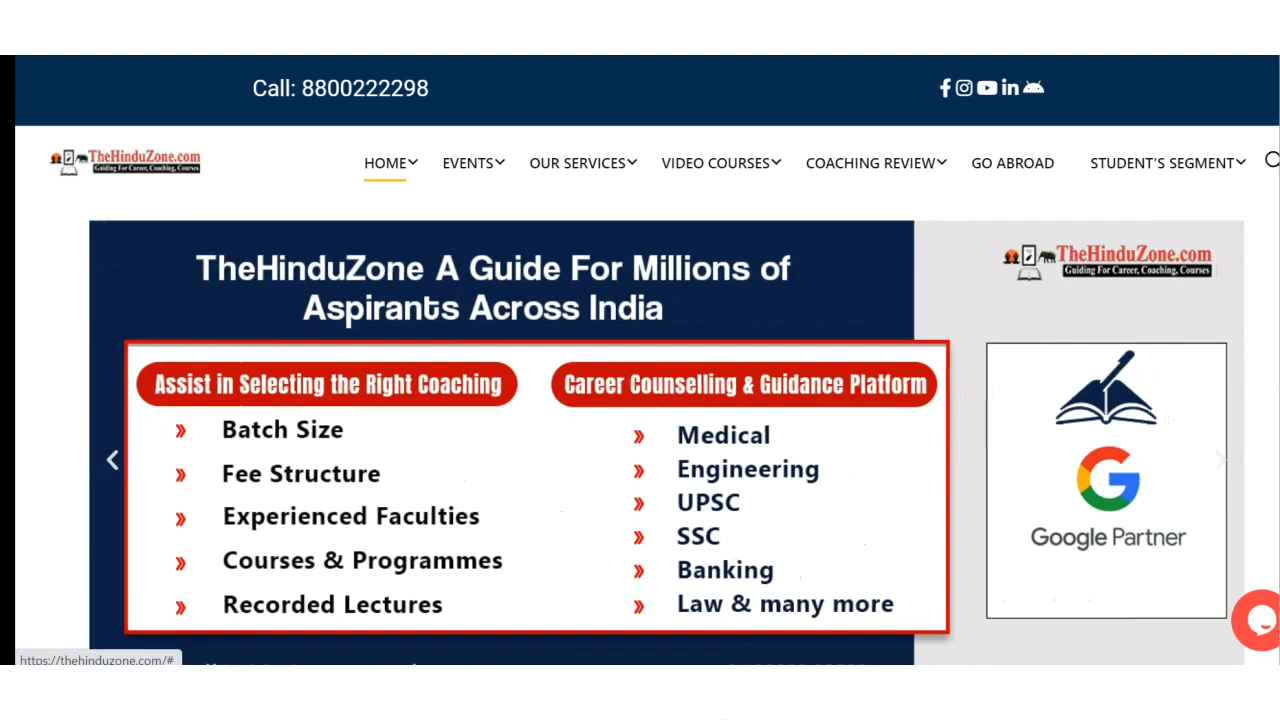 Call: 8800222298
TheHinduZone.com
Guiding For Career, Coaching, Courses
HOME
EVENTS
OUR SERVICES
VIDEO COURSES
COACHING REVIEW
GO ABROAD
STUDENT'S SEGMENT
TheHinduZone A Guide For Millions of
Aspirants Across India
TheHinduZone.com
Guiding For Career, Coaching, Courses
Assist in Selecting the Right Coaching
Batch Size
Fee Structure
Experienced Faculties
Courses & Programmes
Recorded Lectures
Career Counselling & Guidance Platform
Medical
Engineering
UPSC
SSC
Banking
Law & many more
Google Partner
https://thehinduzone.com/#